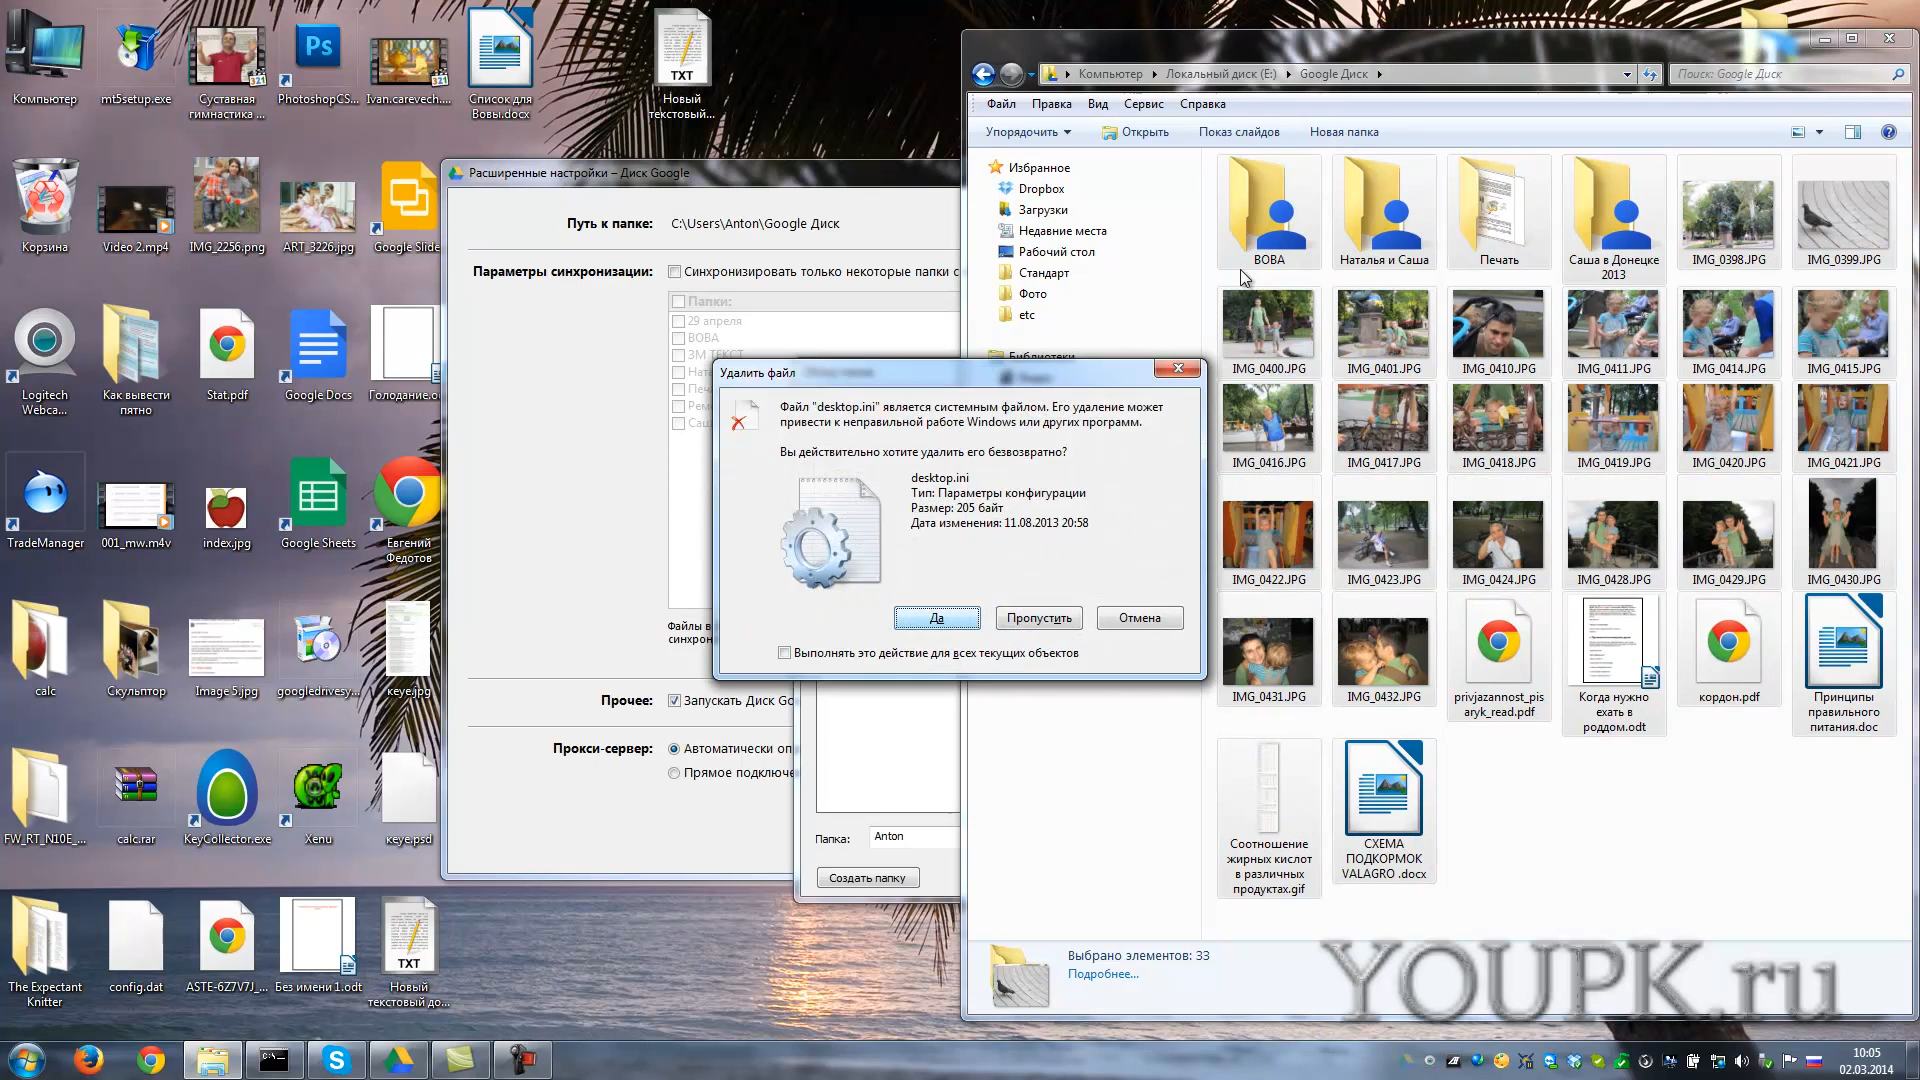 Компьютер
mt5setup.exe
Суставная
гимнастика ...
PhotoshopCS...
Ivan.carevech....
Список для
Вовы.docx
Новый
текстовый...
Корзина
Video 2.mp4
IMG_2256.png
ART_3226.jpg
Google Slide
Logitech
Webca...
Как вывести
пятно
Stat.pdf
Google Docs
TradeManager
001_mw.m4v
index.jpg
Google Sheets
Евгений
Федотов
calc
Скульптор
Image 5.jpg
googledrivesy...
keye.jpg
FW_RT_N10E_...
calc.rar
KeyCollector.exe
Xenu
keye.psd
The Expectant
Knitter
config.dat
ASTE-6Z7V7J_...
Без имени 1.odt
TXT
Новый
текстовый до...
Расширенные настройки – Диск Google
Путь к папке: C:\Users\Anton\Google Диск
Параметры синхронизации: Синхронизировать только некоторые папки с
Папки:
29 апреля
ВОВА
ЗМ ТЕКСТ
Прочее: Запускать Диск Go
Прокси-сервер: Автоматически оп
Прямое подключе
Папка: Anton
Создать папку
Удалить файл
Файл "desktop.ini" является системным файлом. Его удаление может
привести к неправильной работе Windows или других программ.
Вы действительно хотите удалить его безвозвратно?
desktop.ini
Тип: Параметры конфигурации
Размер: 205 байт
Дата изменения: 11.08.2013 20:58
Да
Пропустить
Отмена
Выполнять это действие для всех текущих объектов
Компьютер Локальный диск (E:) Google Диск
Поиск: Google Диск
Файл Правка Вид Сервис Справка
Упорядочить Открыть Показ слайдов Новая папка
Избранное
Dropbox
Загрузки
Недавние места
Рабочий стол
Стандарт
Фото
etc
Библиотеки
ВОВА
Наталья и Саша
Печать
Саша в Донецке
2013
IMG_0398.JPG
IMG_0399.JPG
IMG_0400.JPG
IMG_0401.JPG
IMG_0410.JPG
IMG_0411.JPG
IMG_0414.JPG
IMG_0415.JPG
IMG_0416.JPG
IMG_0417.JPG
IMG_0418.JPG
IMG_0419.JPG
IMG_0420.JPG
IMG_0421.JPG
IMG_0422.JPG
IMG_0423.JPG
IMG_0424.JPG
IMG_0428.JPG
IMG_0429.JPG
IMG_0430.JPG
IMG_0431.JPG
IMG_0432.JPG
privjazannost_pis
aryk_read.pdf
Когда нужно
ехать в
роддом.odt
кордон.pdf
Принципы
правильного
питания.doc
Соотношение
жирных кислот
в различных
продуктах.gif
СХЕМА
ПОДКОРМОК
VALAGRO .docx
Выбрано элементов: 33
Подробнее...
YOUPK.ru
10:05
02.03.2014